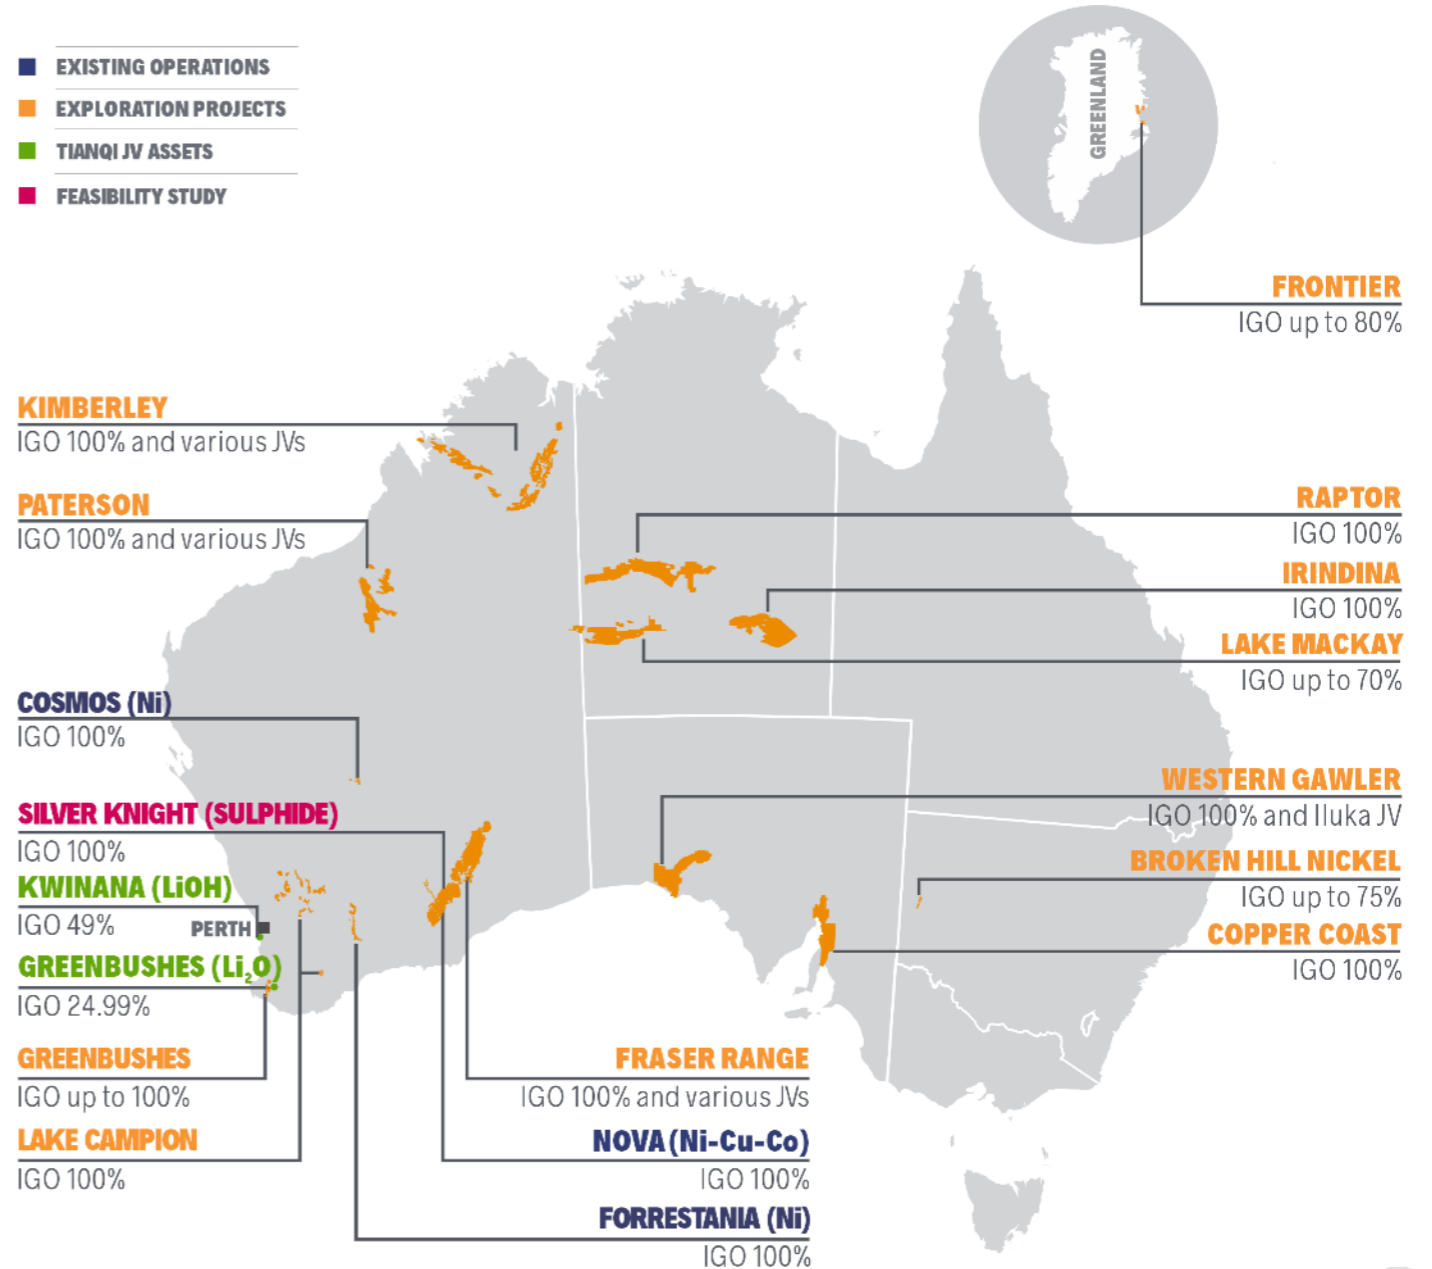 EXISTING OPERATIONS
EXPLORATION PROJECTS
TIANQI JV ASSETS
FEASIBILITY STUDY
GREENLAND
FRONTIER
IGO up to 80%
KIMBERLEY
IGO 100% and various JVs
PATERSON
IGO 100% and various JVs
COSMOS (Ni)
IGO 100%
SILVER KNIGHT (SULPHIDE)
IGO 100%
KWINANA (LiOH)
IGO 49%
PERTH
GREENBUSHES (Li₂O)
IGO 24.99%
GREENBUSHES
IGO up to 100%
LAKE CAMPION
IGO 100%
RAPTOR
IGO 100%
IRINDINA
IGO 100%
LAKE MACKAY
IGO up to 70%
WESTERN GAWLER
IGO 100% and Iluka JV
BROKEN HILL NICKEL
IGO up to 75%
COPPER COAST
IGO 100%
FRASER RANGE
IGO 100% and various JVs
NOVA (Ni-Cu-Co)
IGO 100%
FORRESTANIA (Ni)
IGO 100%